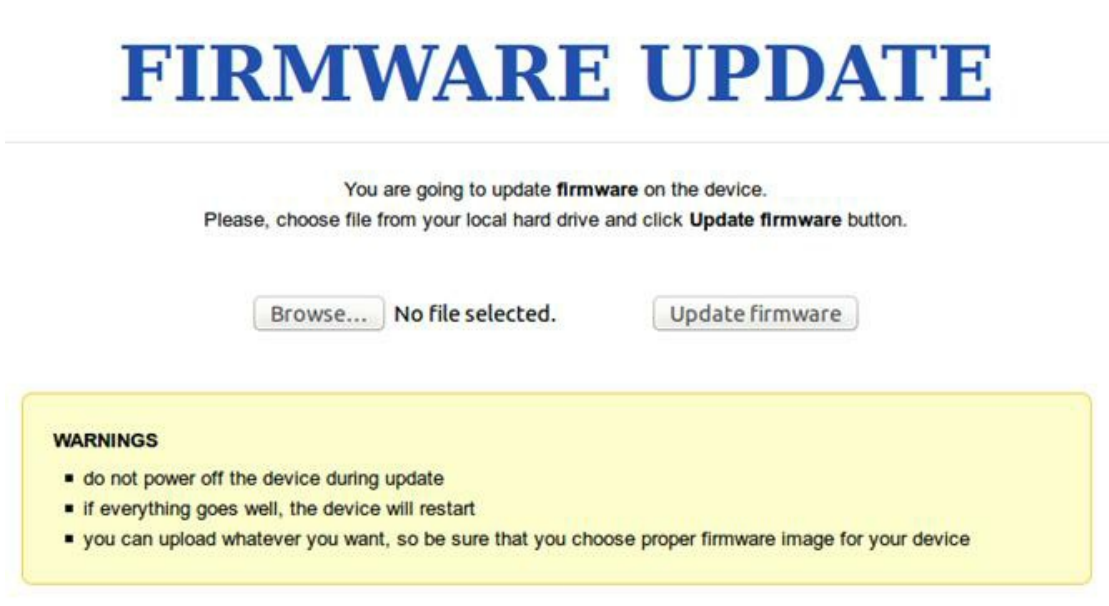 FIRMWARE UPDATE
You are going to update firmware on the device.
Please, choose file from your local hard drive and click Update firmware button.
Browse... No file selected. Update firmware
WARNINGS
▪ do not power off the device during update
▪ if everything goes well, the device will restart
▪ you can upload whatever you want, so be sure that you choose proper firmware image for your device